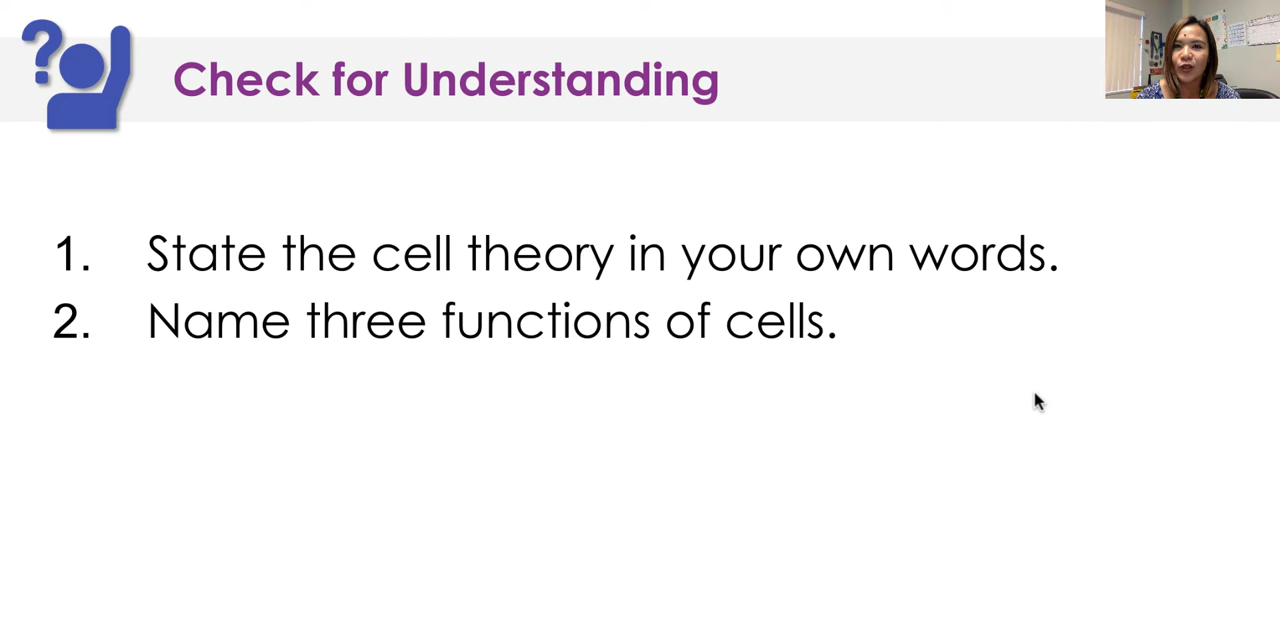 Check for Understanding
1. State the cell theory in your own words.
2. Name three functions of cells.